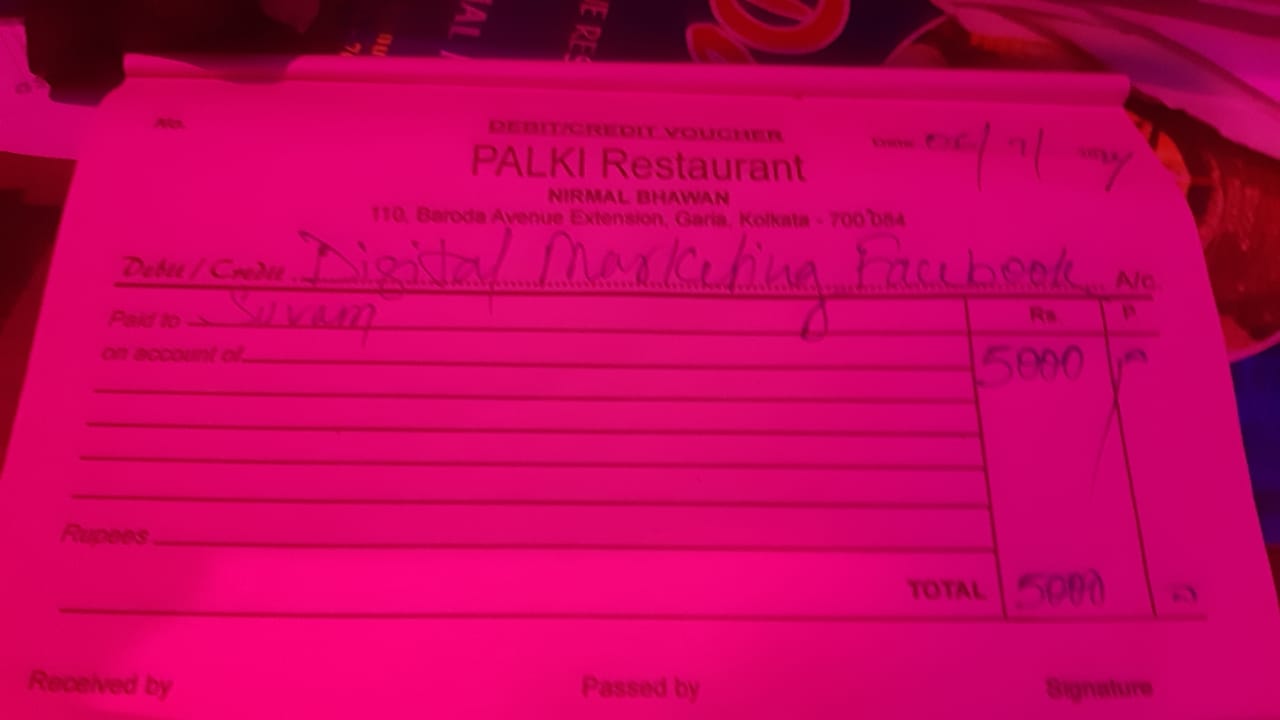 No.
DEBIT/CREDIT VOUCHER
PALKI Restaurant
NIRMAL BHAWAN
110, Baroda Avenue Extension, Garia, Kolkata - 700 084
Date 06/7/
Debit / Credit Digital Marketing Facebook A/c.
Paid to Suvam Rs. P.
on account of 5000
Rupees
TOTAL 5000
Received by Passed by Signature